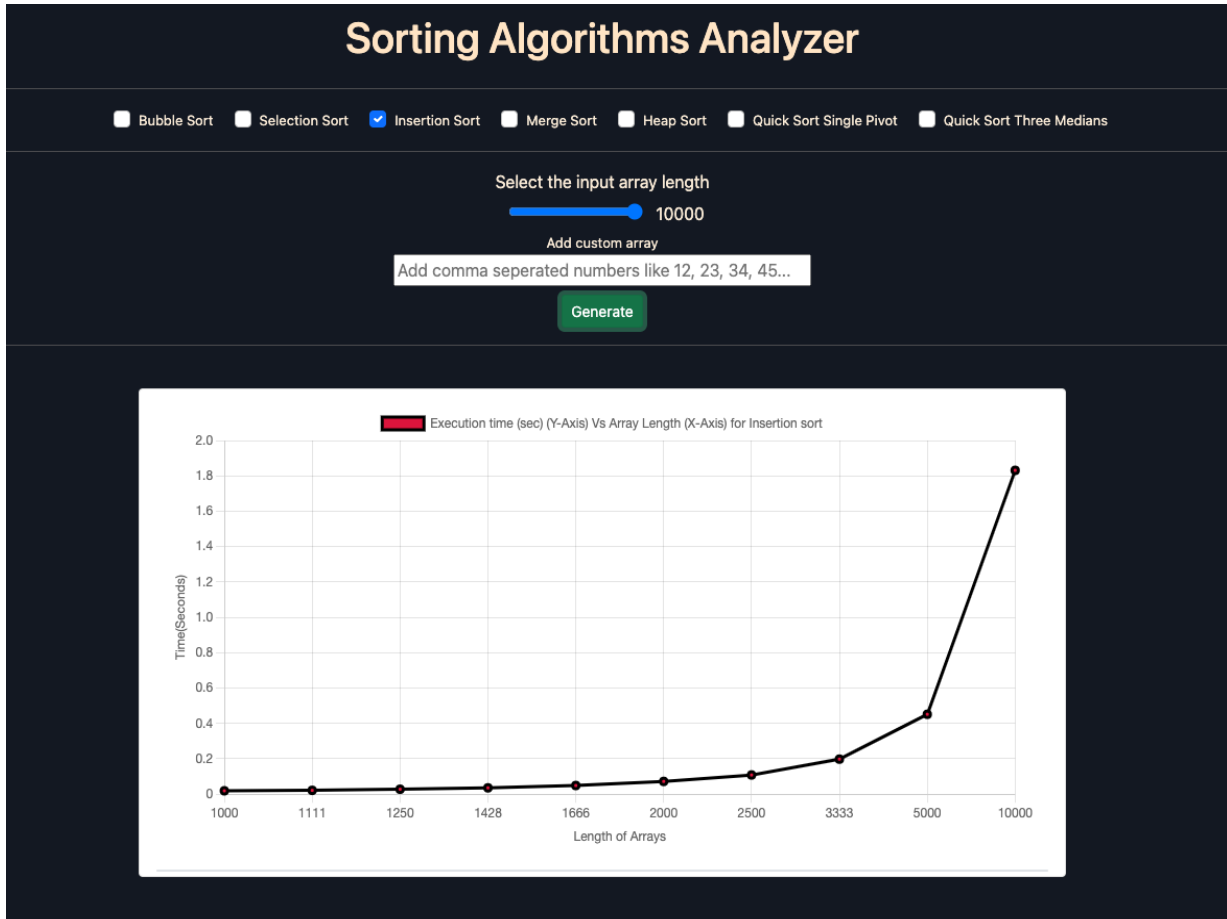 Sorting Algorithms Analyzer
Bubble Sort Selection Sort Insertion Sort Merge Sort Heap Sort Quick Sort Single Pivot Quick Sort Three Medians
Select the input array length
10000
Add custom array
Add comma seperated numbers like 12, 23, 34, 45...
Generate
Execution time (sec) (Y-Axis) Vs Array Length (X-Axis) for Insertion sort
2.0
1.8
1.6
1.4
1.2
1.0
0.8
0.6
0.4
0.2
0
Time(Seconds)
1000 1111 1250 1428 1666 2000 2500 3333 5000 10000
Length of Arrays